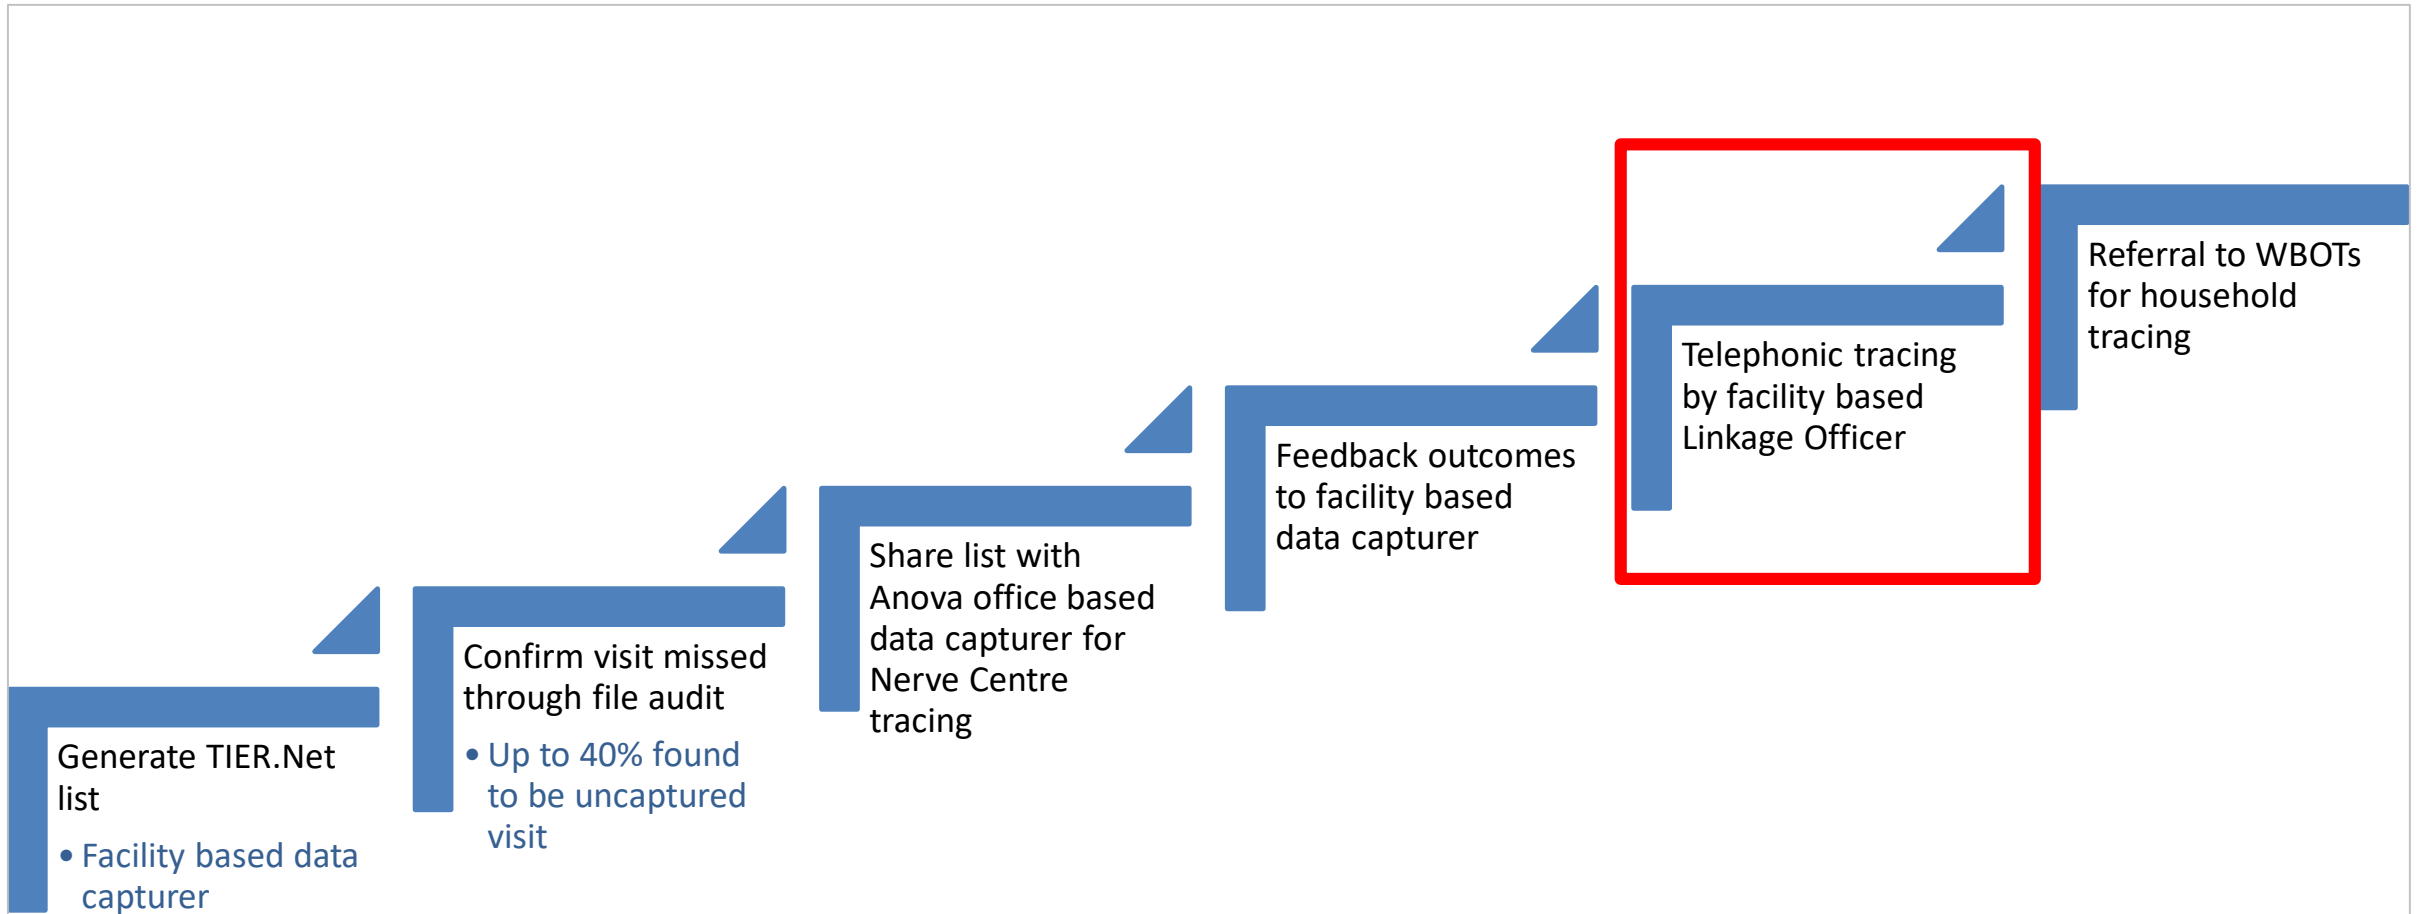 Generate TIER.Net
list
• Facility based data
capturer
Confirm visit missed
through file audit
• Up to 40% found
to be uncaptured
visit
Share list with
Anova office based
data capturer for
Nerve Centre
tracing
Feedback outcomes
to facility based
data capturer
Telephonic tracing
by facility based
Linkage Officer
Referral to WBOTs
for household
tracing